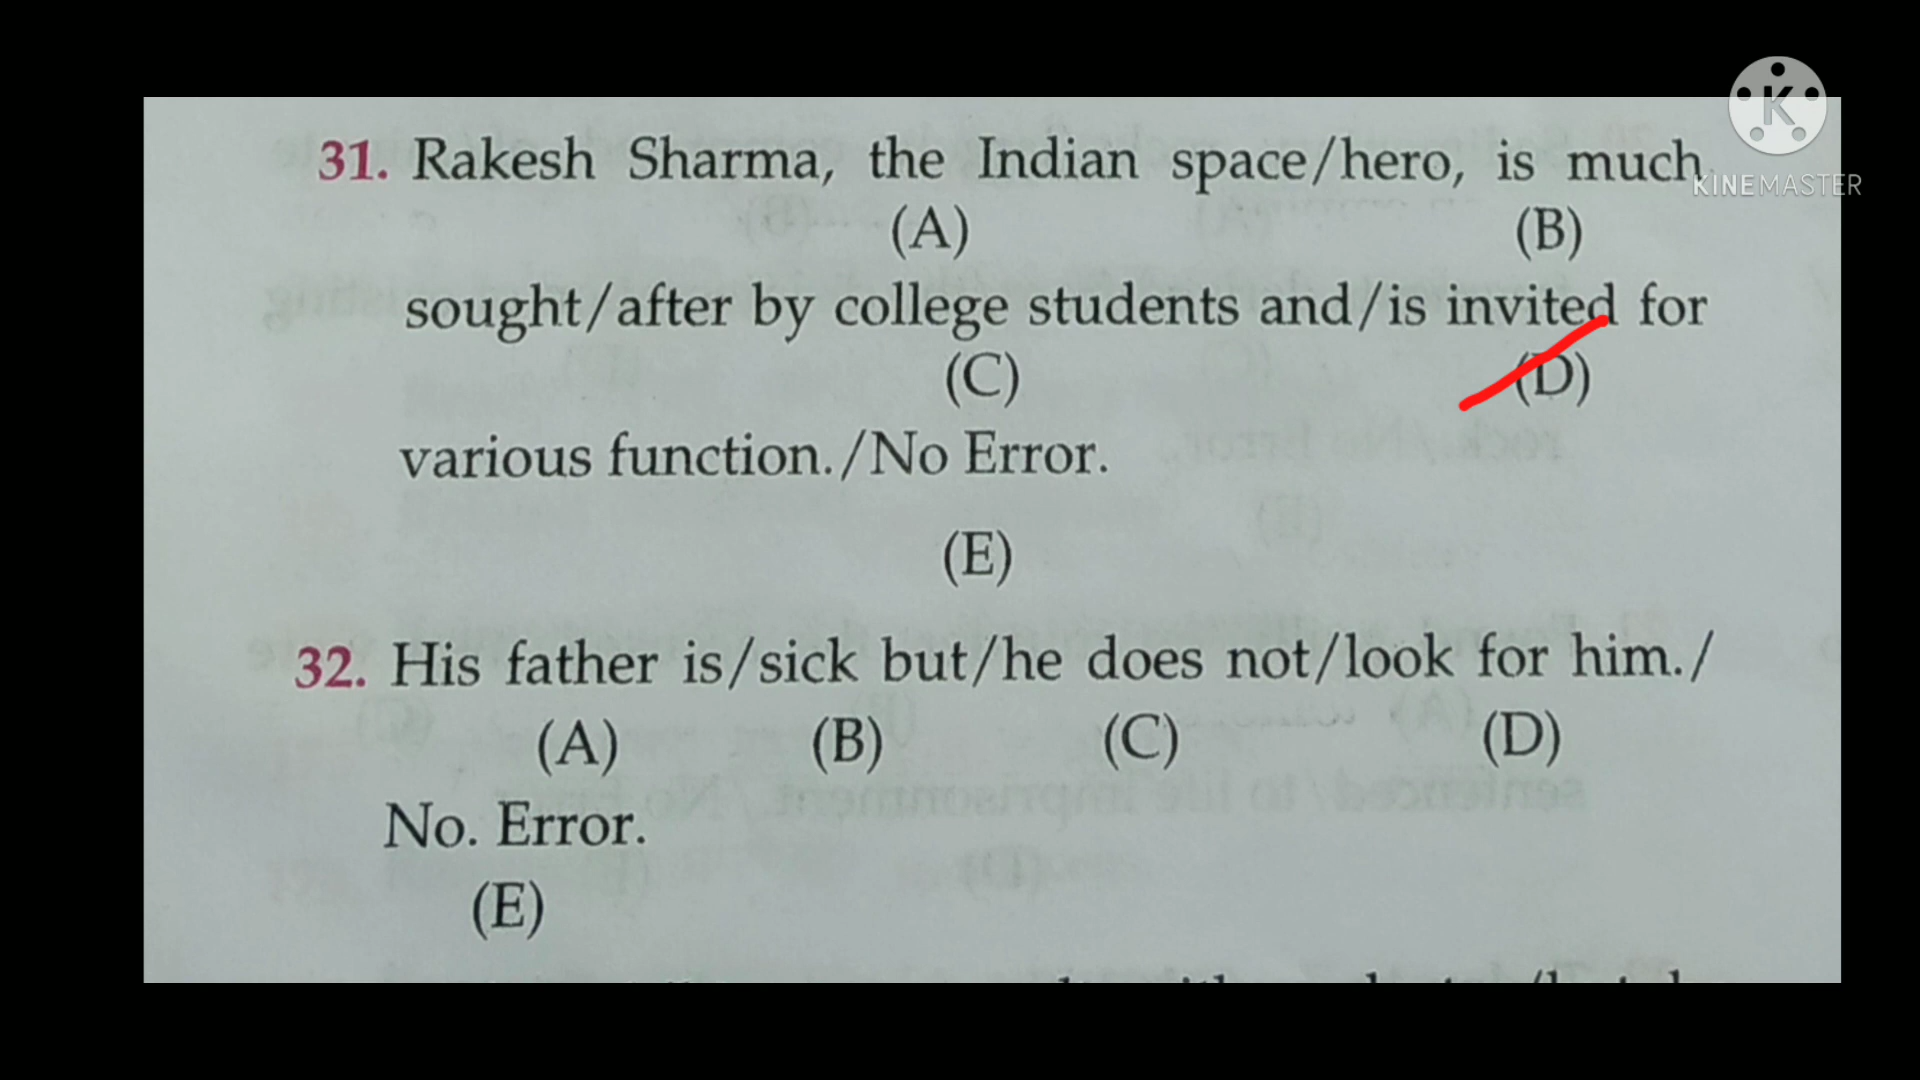 K
KINEMASTER
31. Rakesh Sharma, the Indian space/hero, is much
(A) (B)
sought/after by college students and/is invited for
(C) (D)
various function./No Error.
(E)
32. His father is/sick but/he does not/look for him./
(A) (B) (C) (D)
No. Error.
(E)